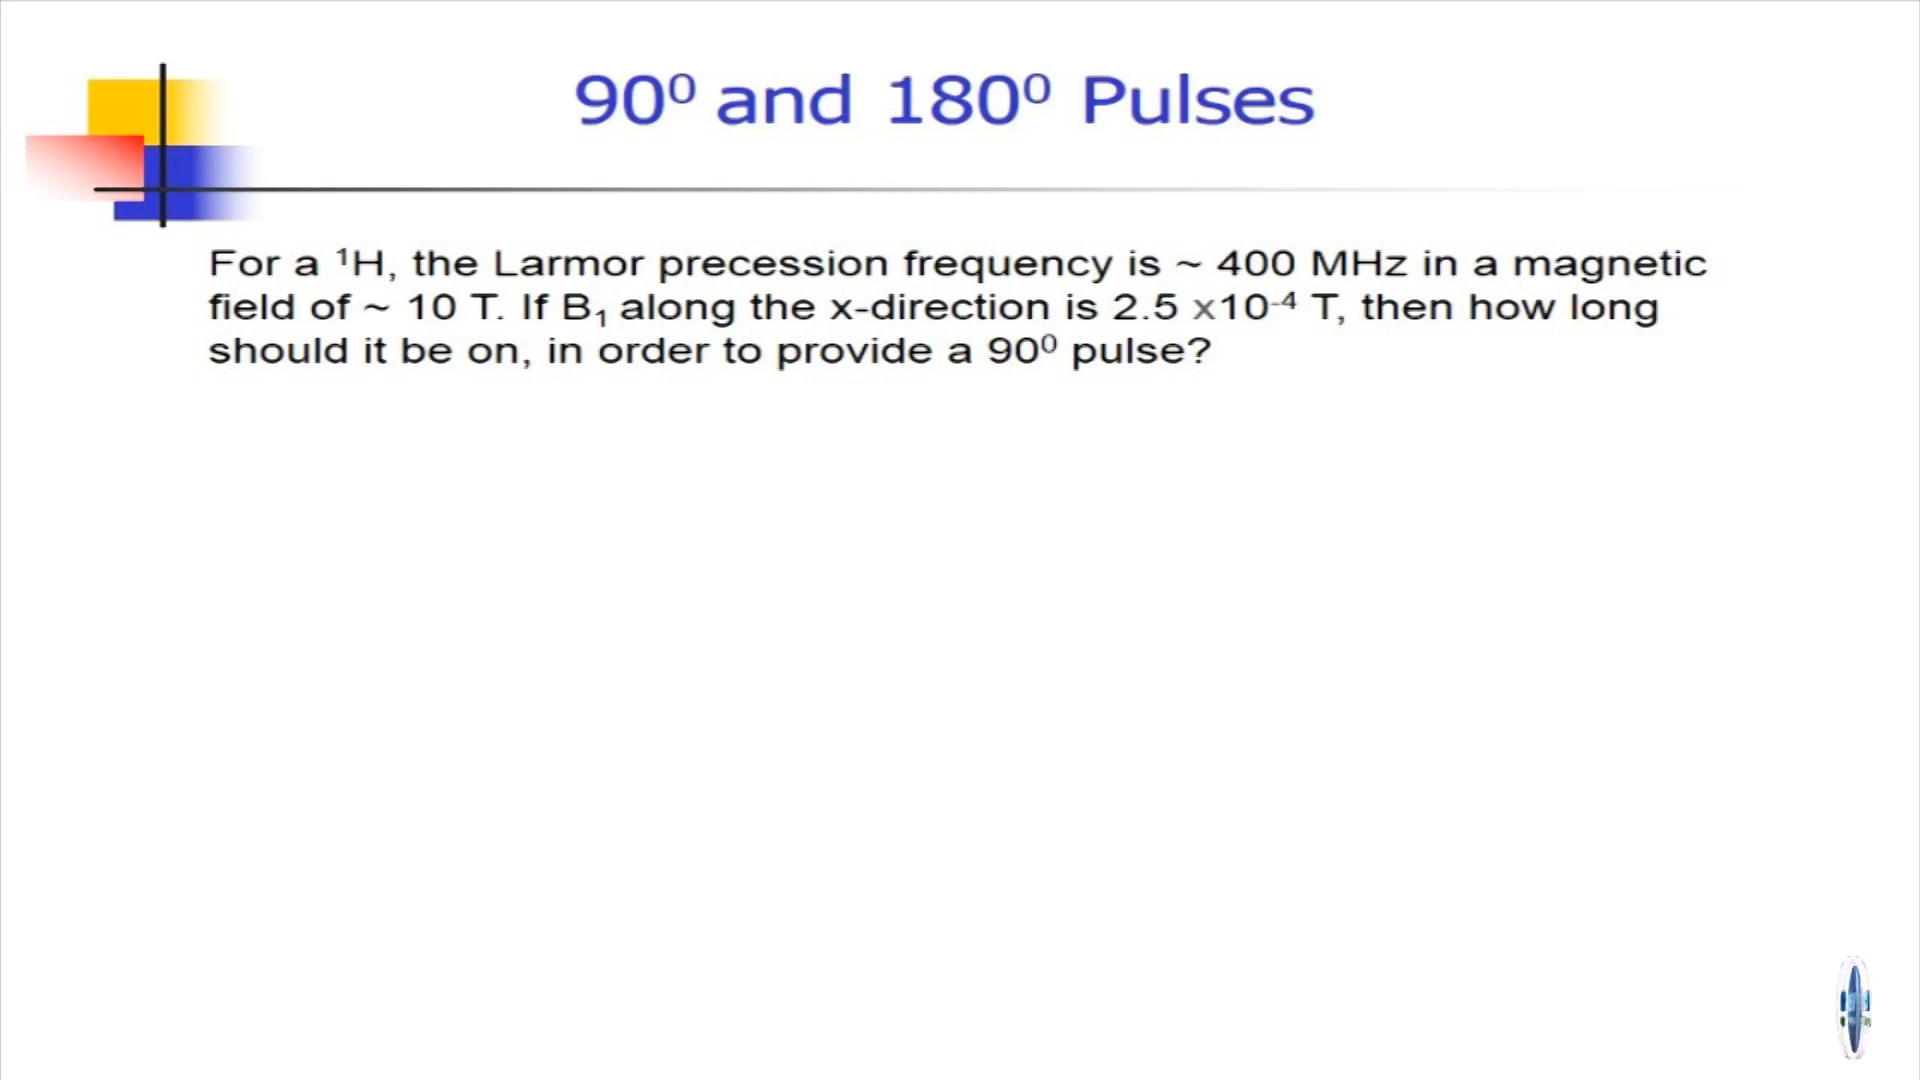 90⁰ and 180⁰ Pulses
For a ¹H, the Larmor precession frequency is ~ 400 MHz in a magnetic
field of ~ 10 T. If B₁ along the x-direction is 2.5 x10⁻⁴ T, then how long
should it be on, in order to provide a 90⁰ pulse?